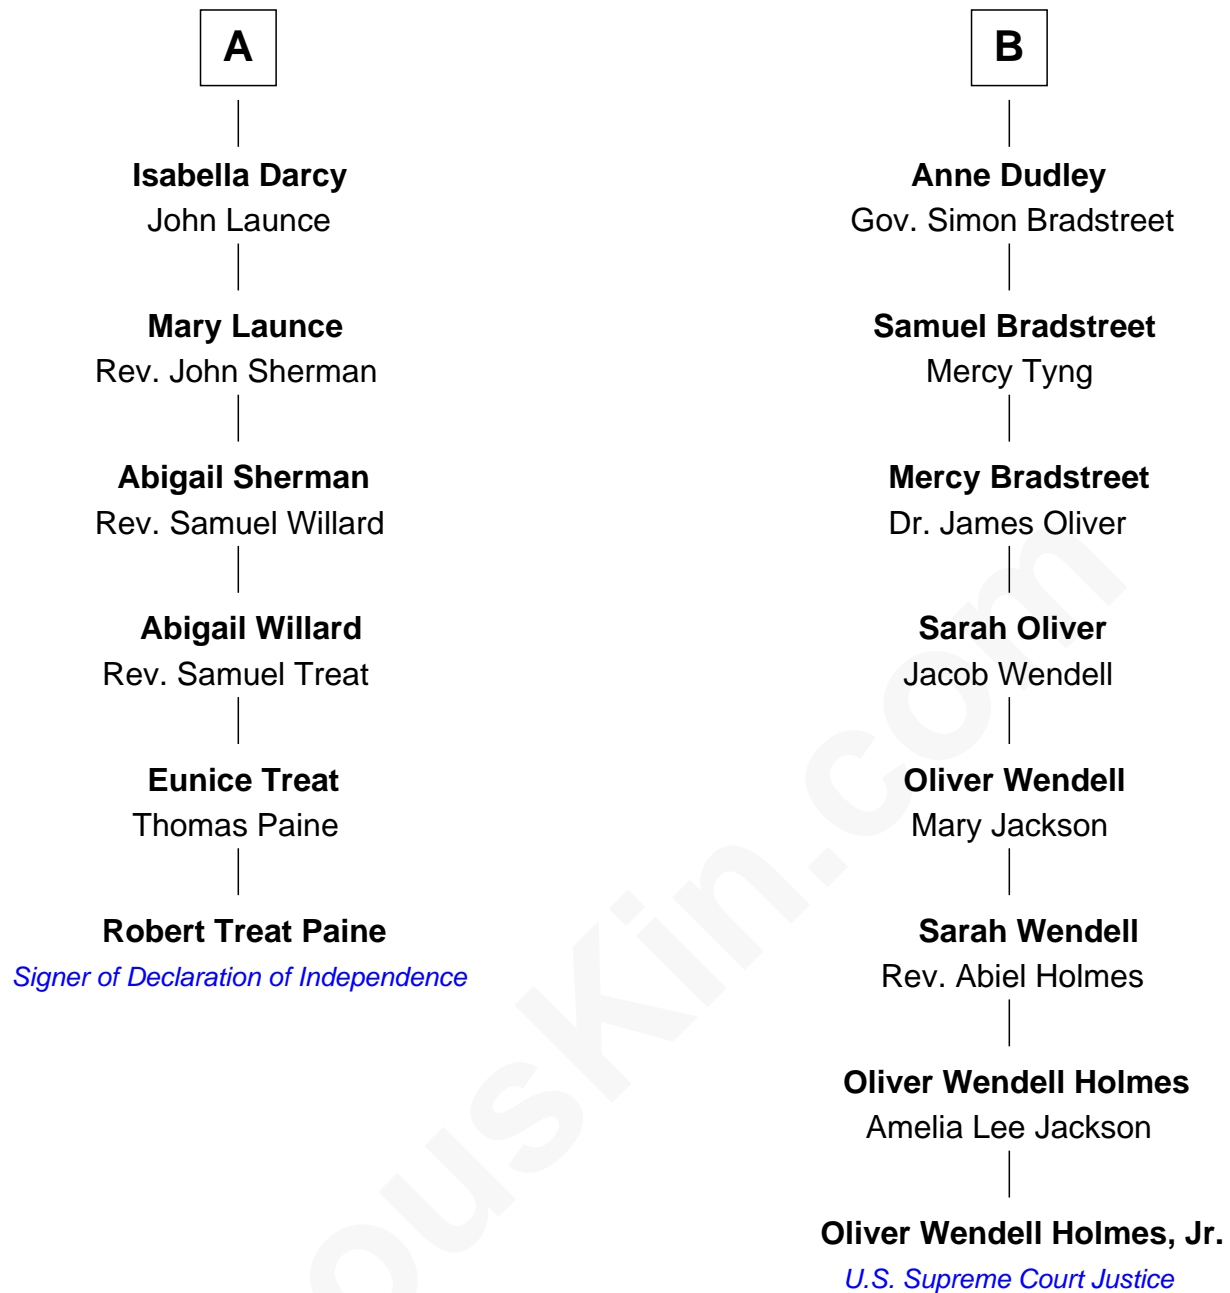 A
Isabella Darcy
John Launce
Mary Launce
Rev. John Sherman
Abigail Sherman
Rev. Samuel Willard
Abigail Willard
Rev. Samuel Treat
Eunice Treat
Thomas Paine
Robert Treat Paine
Signer of Declaration of Independence
B
Anne Dudley
Gov. Simon Bradstreet
Samuel Bradstreet
Mercy Tyng
Mercy Bradstreet
Dr. James Oliver
Sarah Oliver
Jacob Wendell
Oliver Wendell
Mary Jackson
Sarah Wendell
Rev. Abiel Holmes
Oliver Wendell Holmes
Amelia Lee Jackson
Oliver Wendell Holmes, Jr.
U.S. Supreme Court Justice
ousKin.com